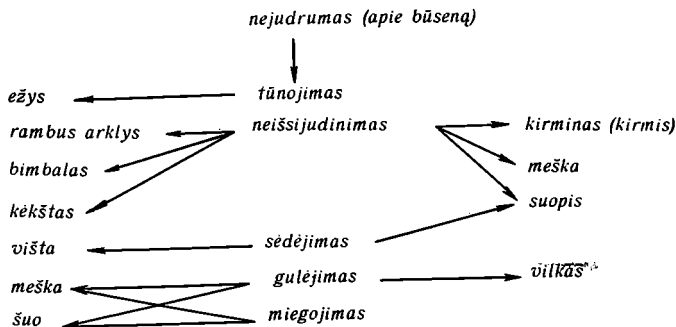 nejudrumas (apie būseną)
ežys tūnojimas
rambus arklys neišsijudinimas kirminas (kirmis)
bimbalas meška
kėkštas suopis
višta sėdėjimas
meška gulėjimas vilkas
šuo miegojimas